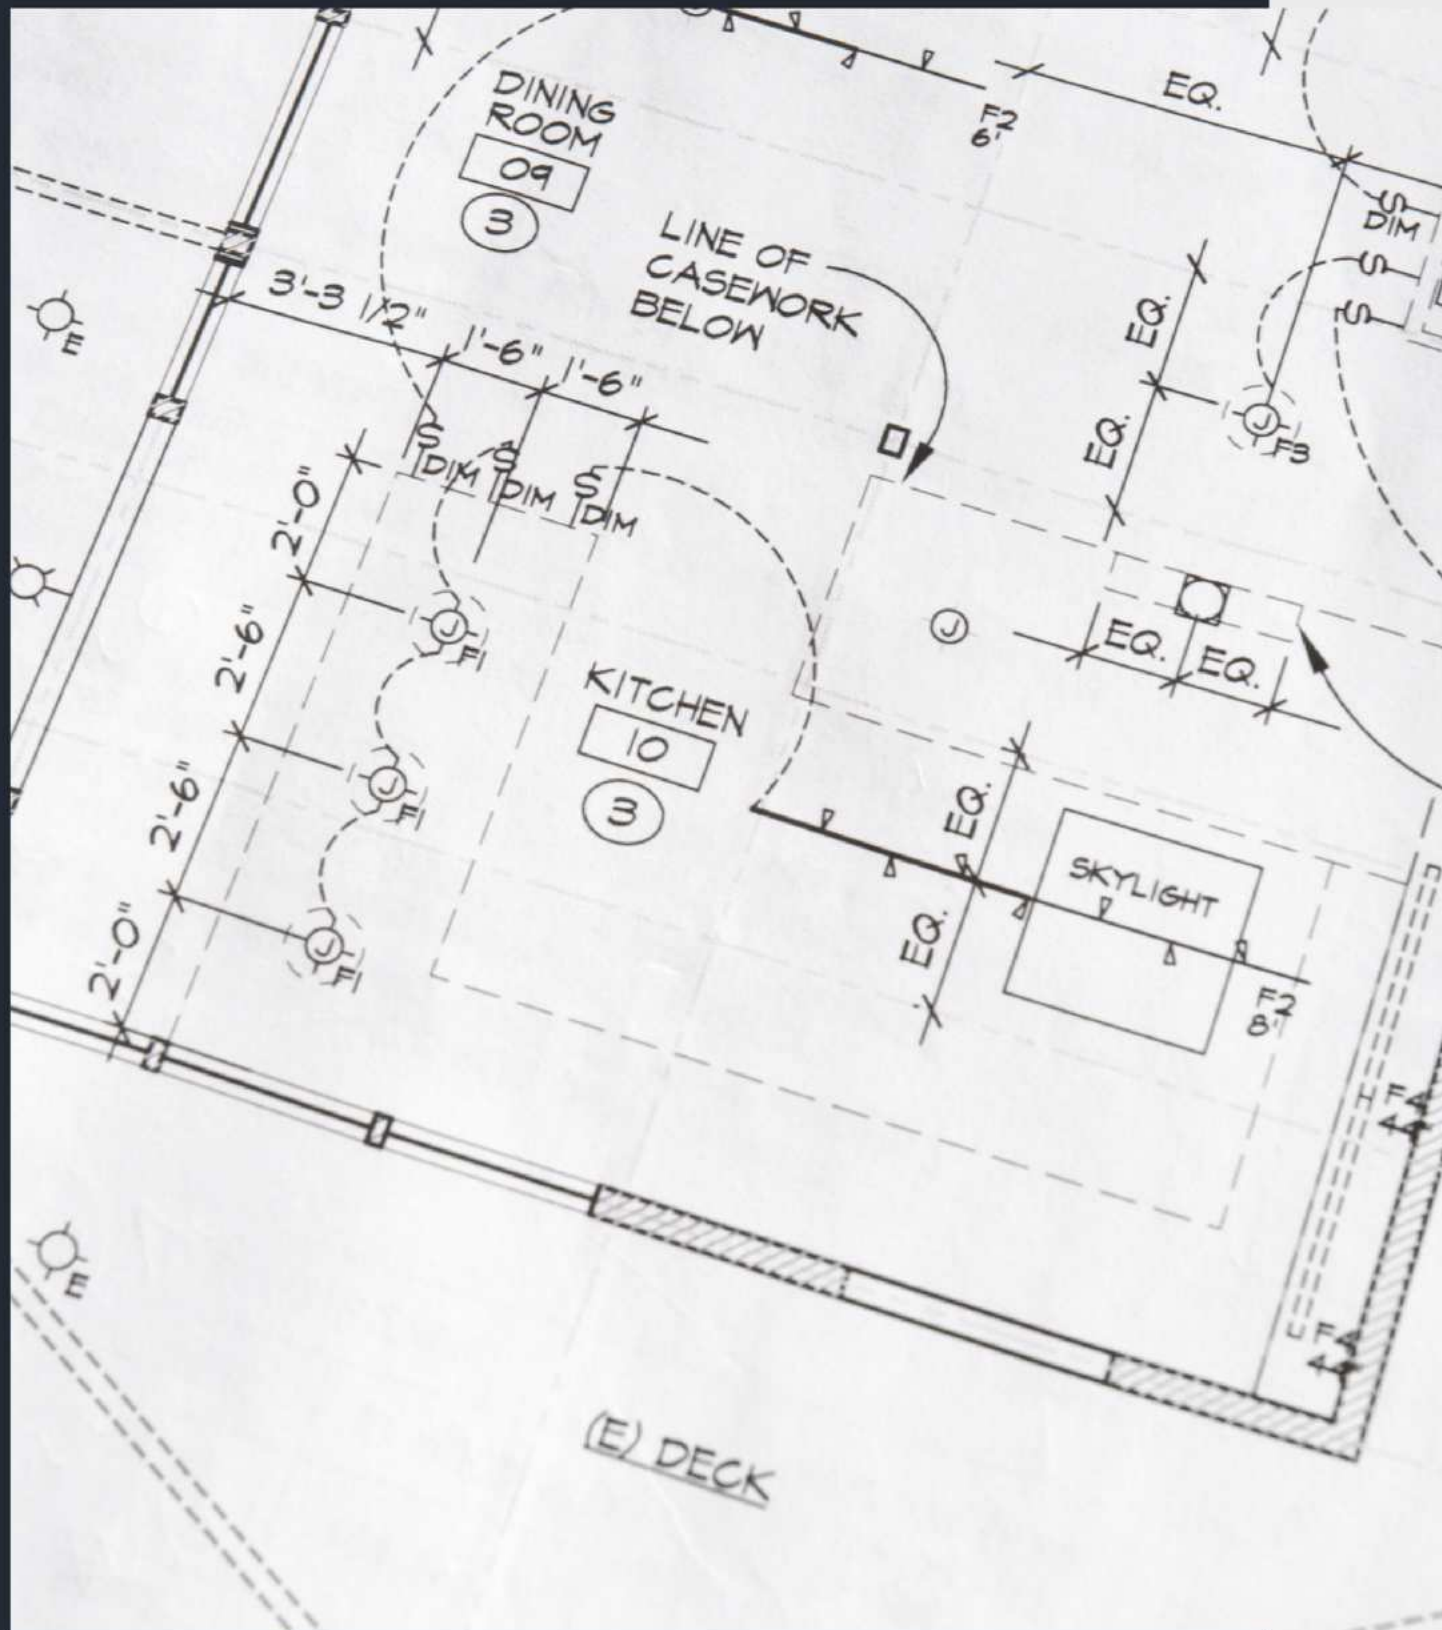 EQ.
DINING
ROOM
09
3
F2
6'
S
DIM
S
S
LINE OF
CASEWORK
BELOW
EQ.
EQ.
J
F3
3'-3 1/2"
1'-6"
1'-6"
E
S
DIM
S
DIM
S
DIM
2'-0"
2'-6"
2'-6"
2'-0"
J
F1
J
F1
J
F1
J
EQ.
EQ.
KITCHEN
10
3
EQ.
EQ.
SKYLIGHT
F2
8'
F4
F4
E
(E) DECK